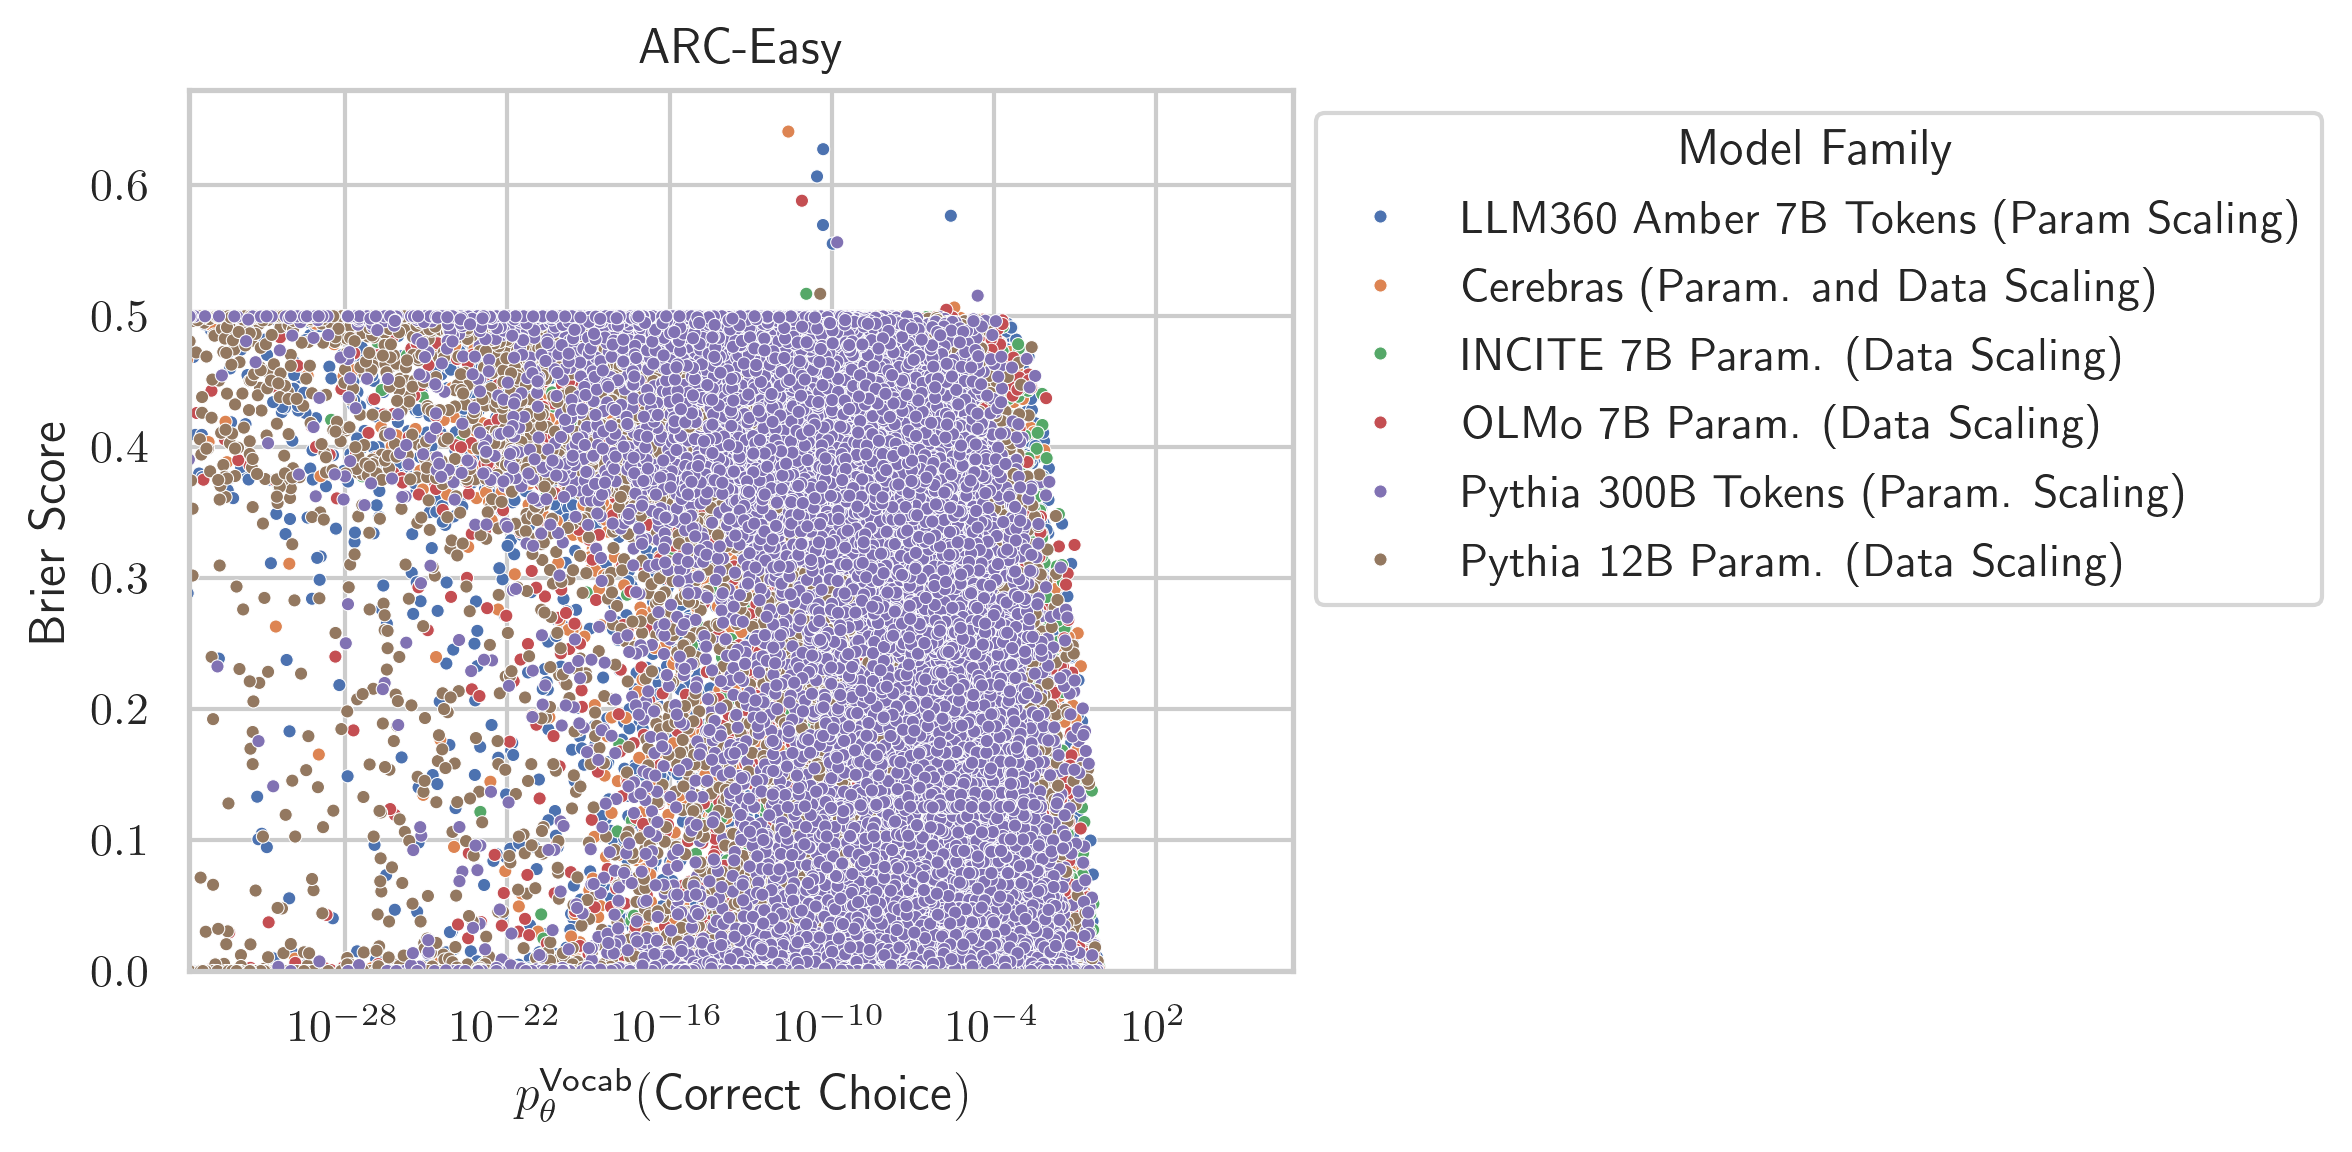 ARC-Easy
0.6
0.5
0.4
0.3
0.2
0.1
0.0
Brier Score
10^{-28} 10^{-22} 10^{-16} 10^{-10} 10^{-4} 10^{2}
p_θ^{Vocab}(Correct Choice)
Model Family
LLM360 Amber 7B Tokens (Param Scaling)
Cerebras (Param. and Data Scaling)
INCITE 7B Param. (Data Scaling)
OLMo 7B Param. (Data Scaling)
Pythia 300B Tokens (Param. Scaling)
Pythia 12B Param. (Data Scaling)